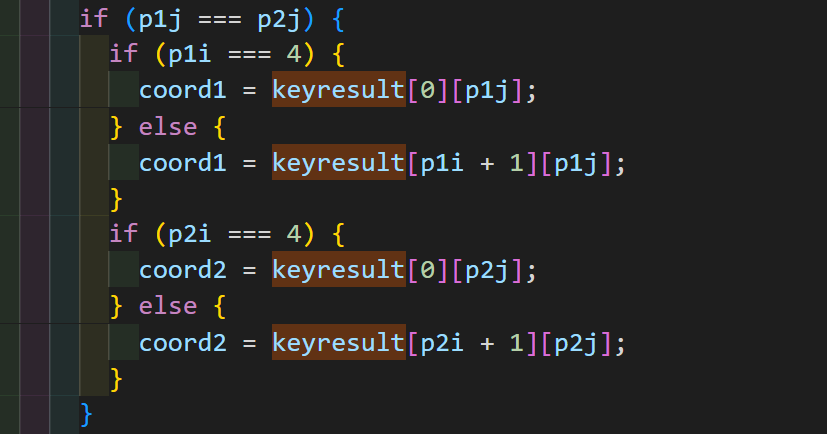 if (p1j === p2j) {
if (p1i === 4) {
coord1 = keyresult[0][p1j];
} else {
coord1 = keyresult[p1i + 1][p1j];
}
if (p2i === 4) {
coord2 = keyresult[0][p2j];
} else {
coord2 = keyresult[p2i + 1][p2j];
}
}